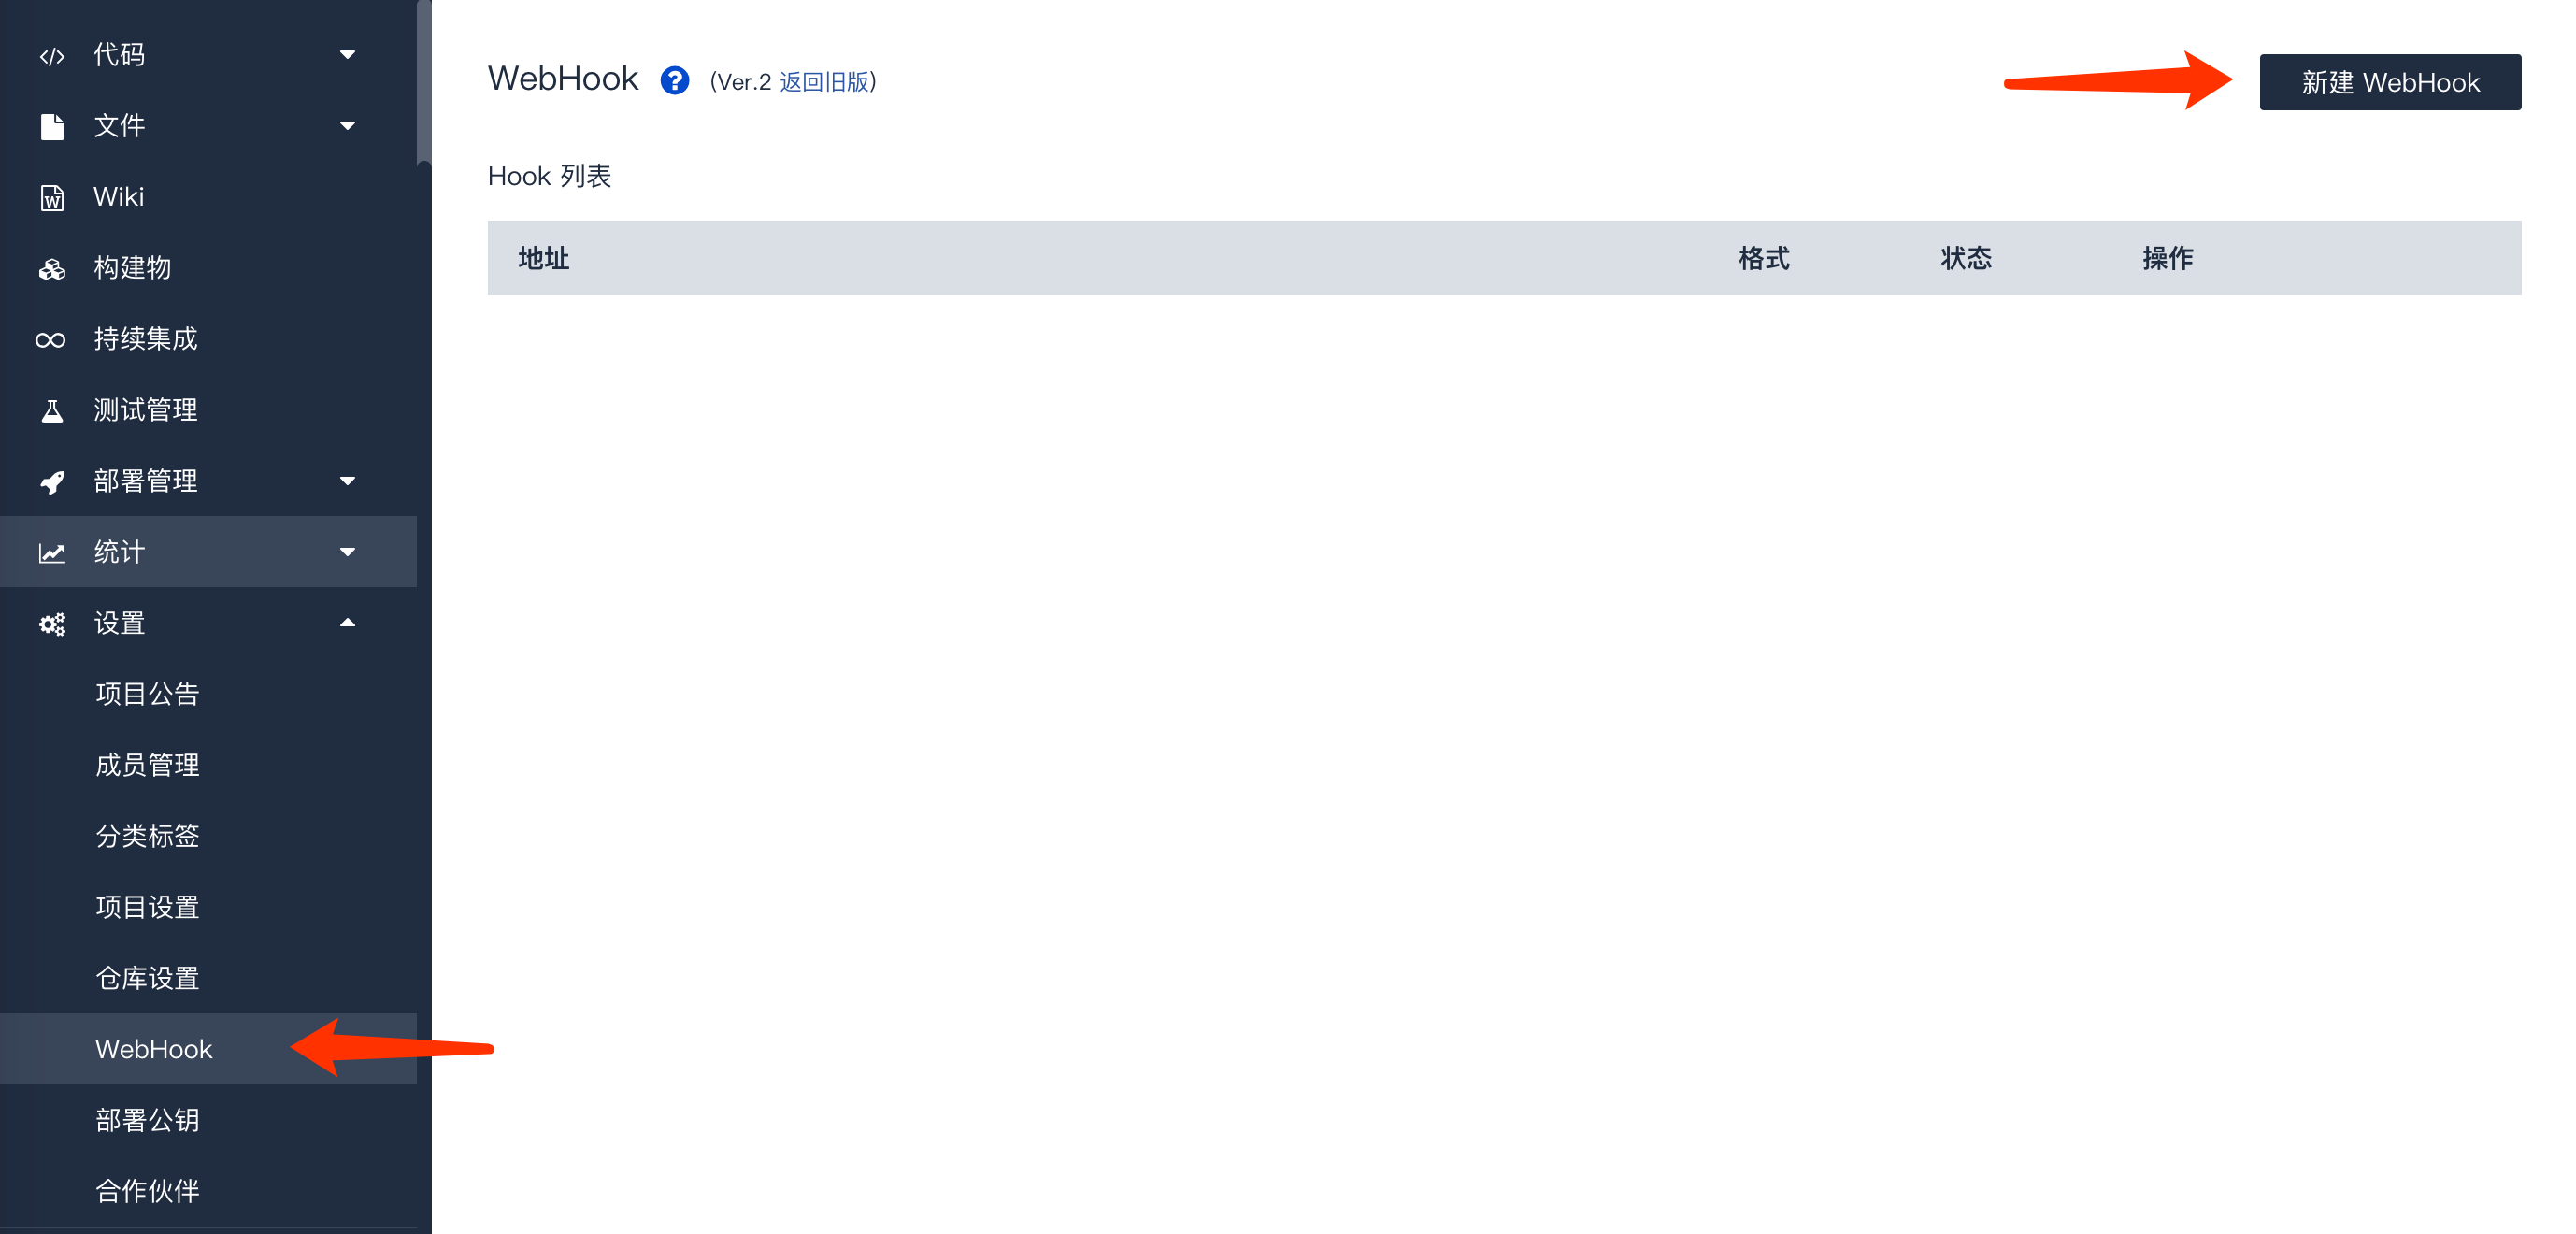 代码
文件
Wiki
构建物
持续集成
测试管理
部署管理
统计
设置
项目公告
成员管理
分类标签
项目设置
仓库设置
WebHook
部署公钥
合作伙伴
WebHook ? (Ver.2 返回旧版)
新建 WebHook
Hook 列表
地址 格式 状态 操作